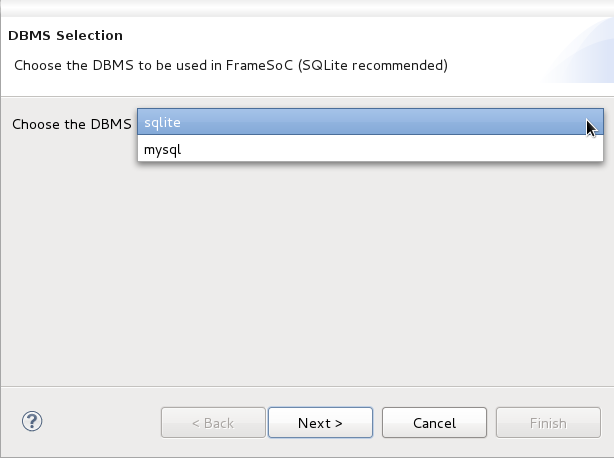 DBMS Selection
Choose the DBMS to be used in FrameSoC (SQLite recommended)
Choose the DBMS sqlite
mysql
? < Back Next > Cancel Finish